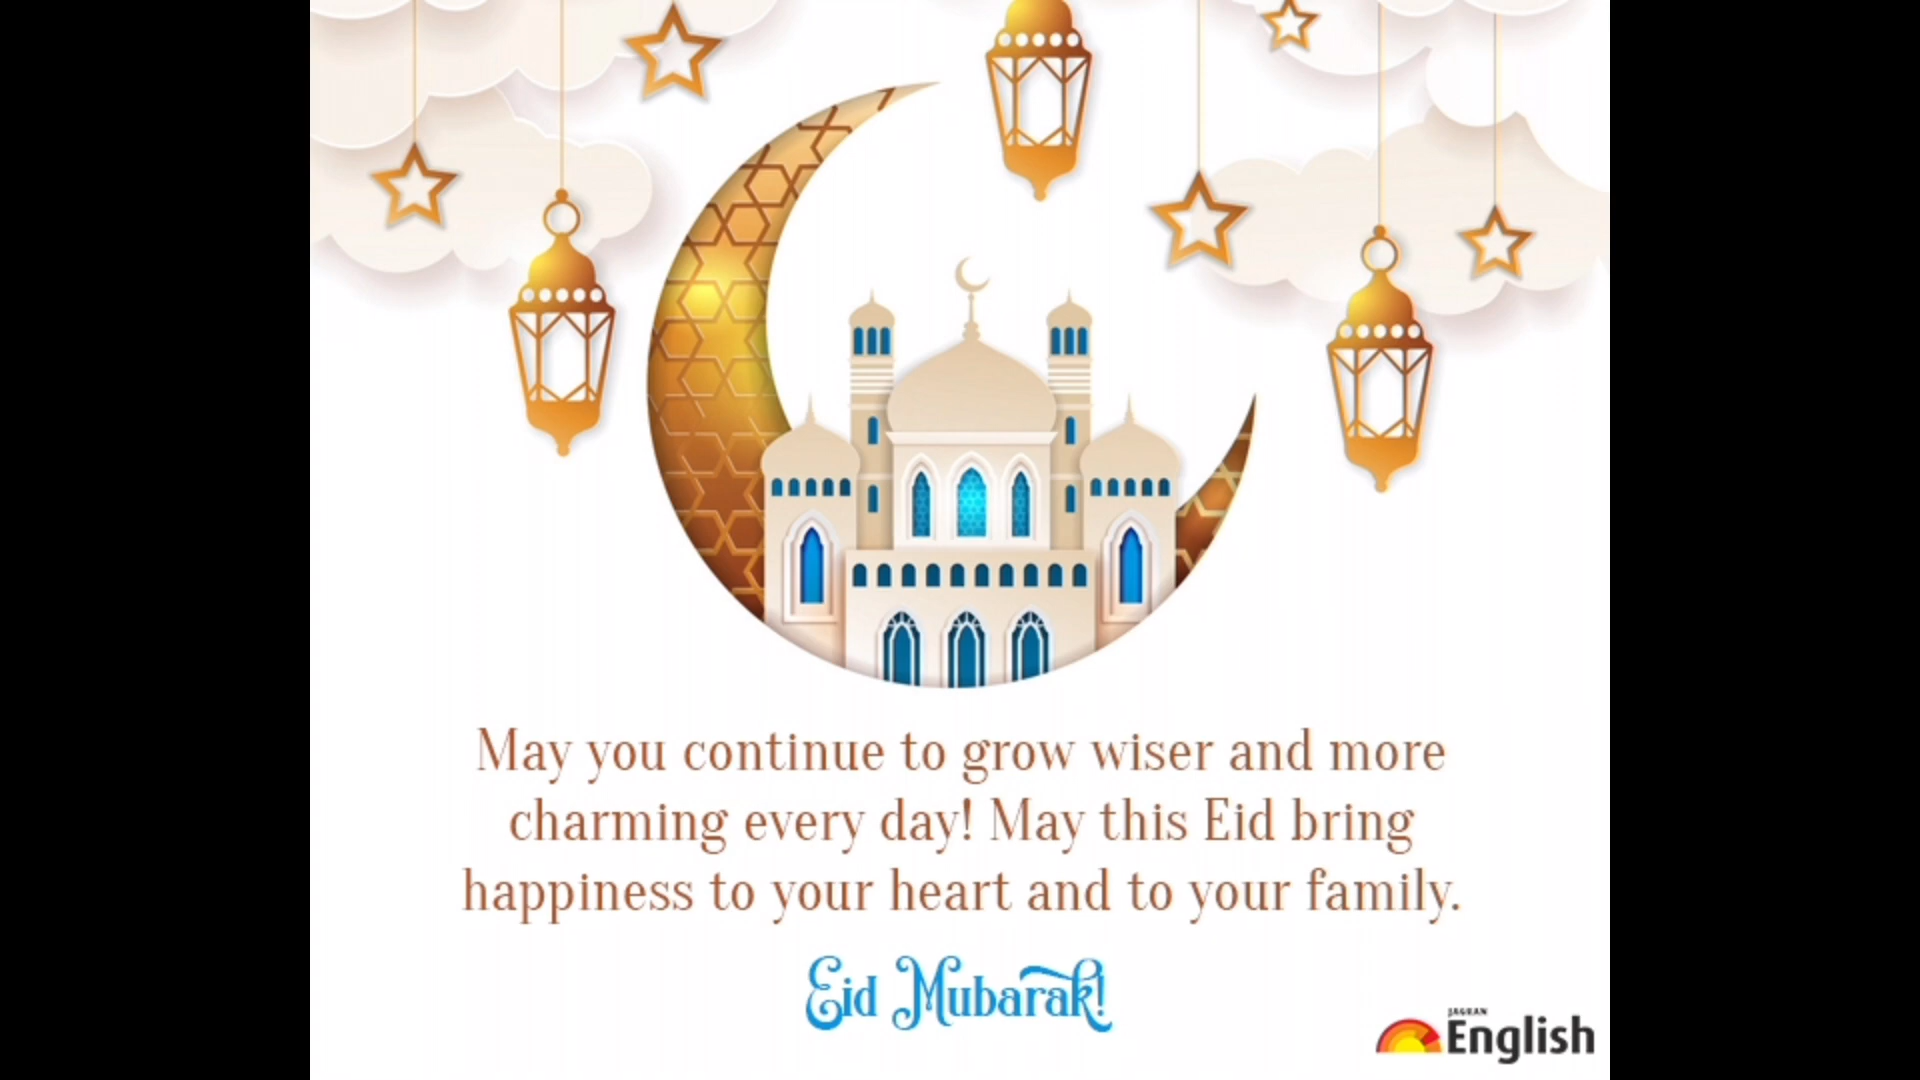 May you continue to grow wiser and more
charming every day! May this Eid bring
happiness to your heart and to your family.
Eid Mubarak!
JAGRAN
English